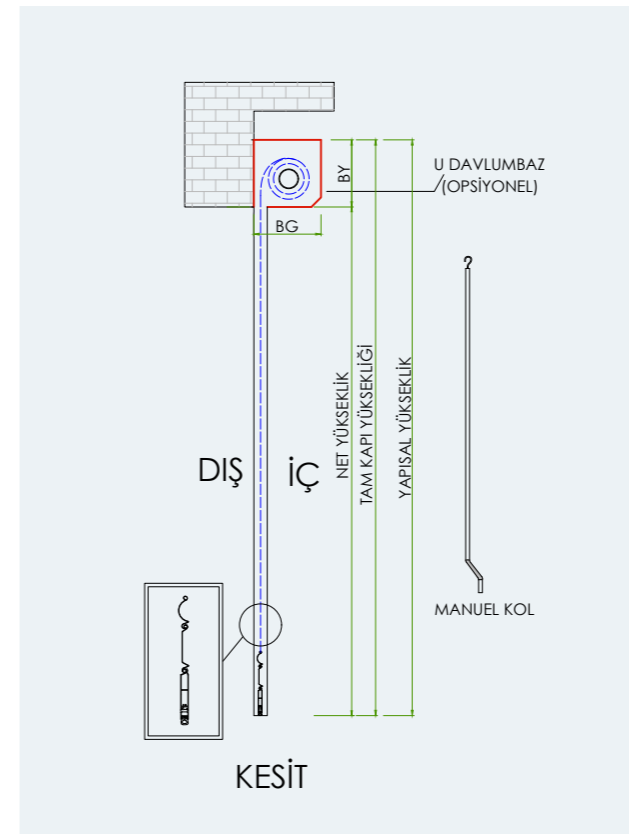 U DAVLUMBAZ
(OPSİYONEL)
BY
BG
NET YÜKSEKLİK
TAM KAPI YÜKSEKLİĞİ
YAPISAL YÜKSEKLİK
DIŞ
İÇ
MANUEL KOL
KESİT